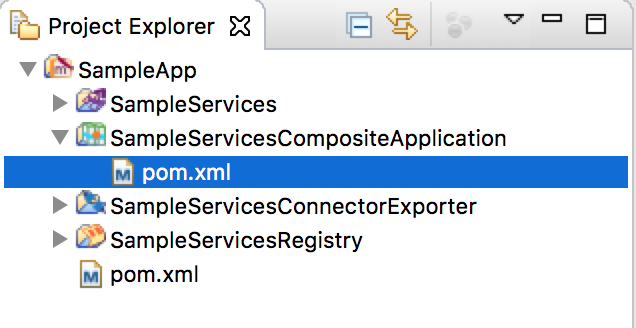 Project Explorer
SampleApp
SampleServices
SampleServicesCompositeApplication
pom.xml
SampleServicesConnectorExporter
SampleServicesRegistry
pom.xml